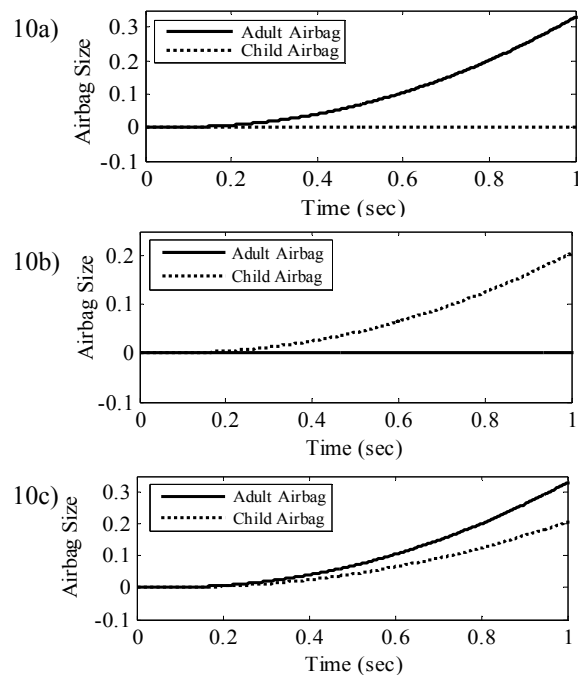 10a)
Airbag Size
0.3
0.2
0.1
0
-0.1
Adult Airbag
Child Airbag
0 0.2 0.4 0.6 0.8 1
Time (sec)
10b)
Airbag Size
0.2
0.1
0
-0.1
Adult Airbag
Child Airbag
0 0.2 0.4 0.6 0.8 1
Time (sec)
10c)
Airbag Size
0.3
0.2
0.1
0
-0.1
Adult Airbag
Child Airbag
0 0.2 0.4 0.6 0.8 1
Time (sec)